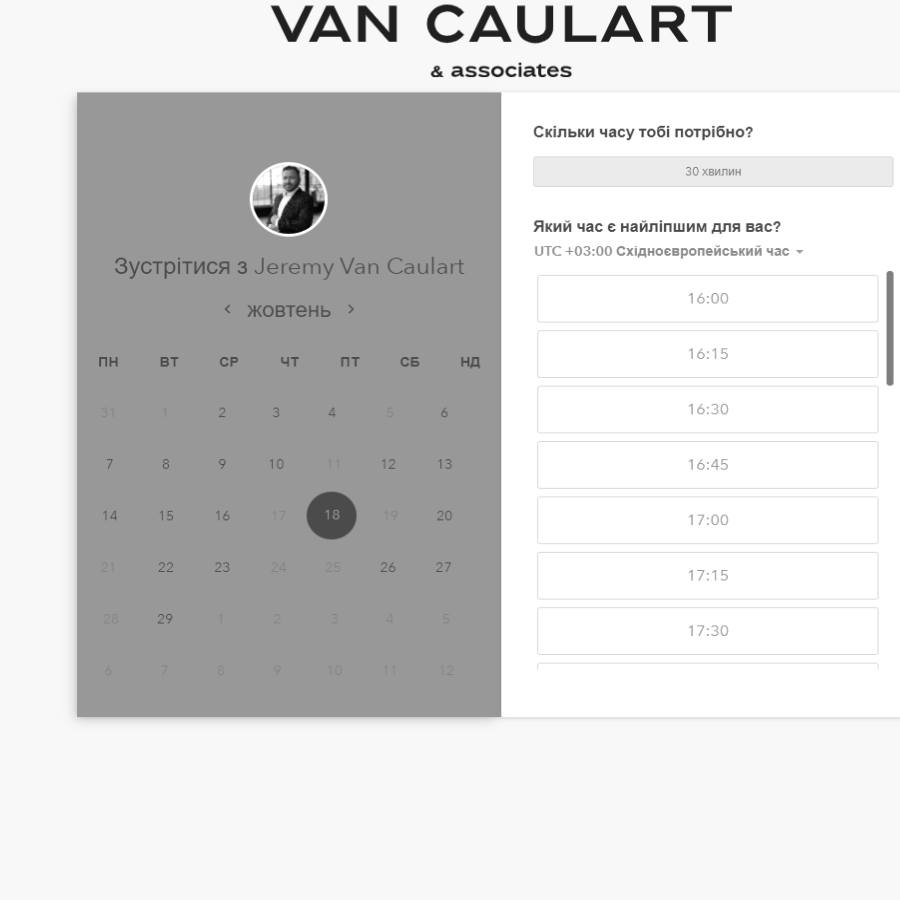 VAN CAULART
& associates
Зустрітися з Jeremy Van Caulart
жовтень
ПН ВТ СР ЧТ ПТ СБ НД
31 1 2 3 4 5 6
7 8 9 10 11 12 13
14 15 16 17 18 19 20
21 22 23 24 25 26 27
28 29 1 2 3 4 5
6 7 8 9 10 11 12
Скільки часу тобі потрібно?
30 хвилин
Який час є найліпшим для вас?
UTC +03:00 Східноєвропейський час
16:00
16:15
16:30
16:45
17:00
17:15
17:30